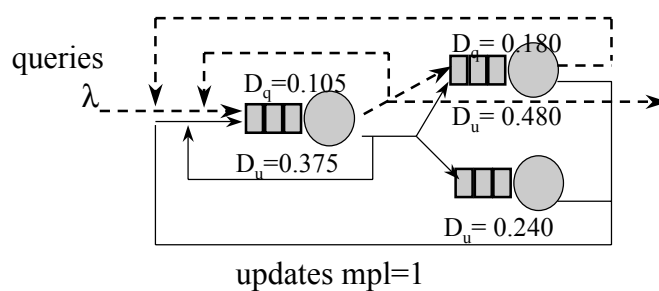 queries
λ
D_q=0.105
D_u=0.375
D_q=0.180
D_u=0.480
D_u=0.240
updates mpl=1